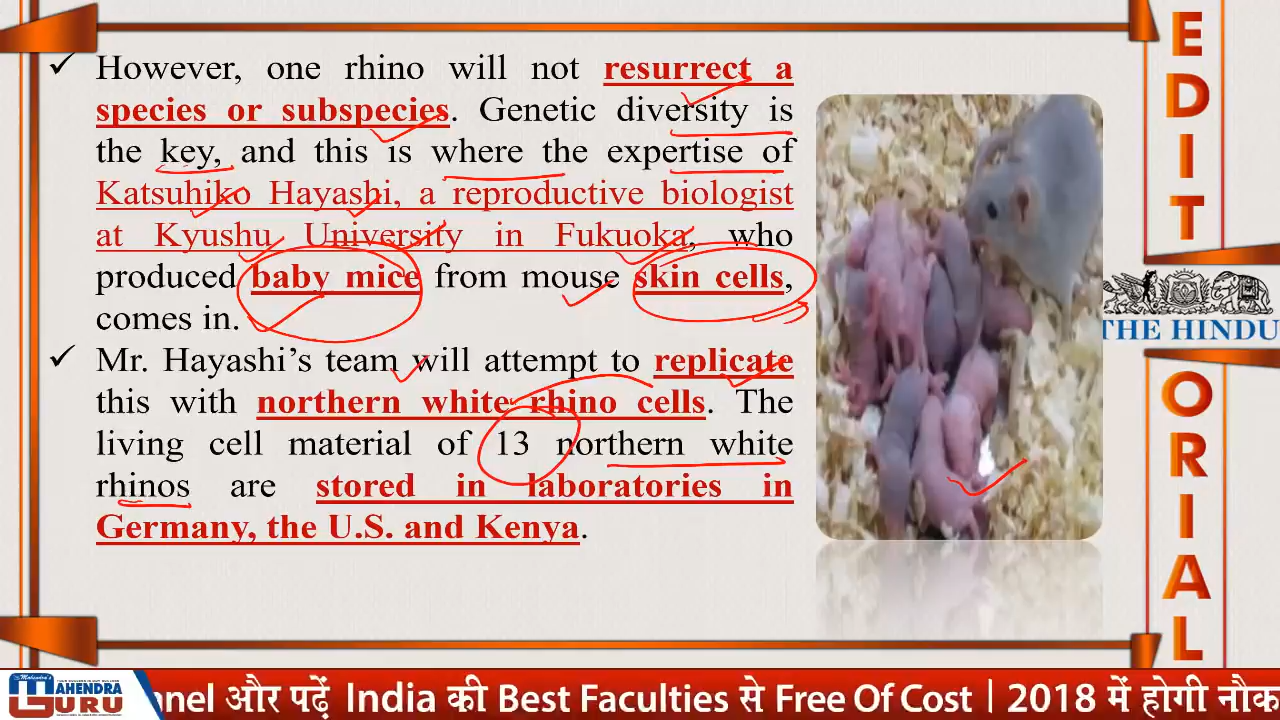 ✓ However, one rhino will not resurrect a
species or subspecies. Genetic diversity is
the key, and this is where the expertise of
Katsuhiko Hayashi, a reproductive biologist
at Kyushu University in Fukuoka, who
produced baby mice from mouse skin cells,
comes in.
✓ Mr. Hayashi's team will attempt to replicate
this with northern white rhino cells. The
living cell material of 13 northern white
rhinos are stored in laboratories in
Germany, the U.S. and Kenya.
EDIT
THE HINDU
ORIAL
Mahendra's
MAHENDRA
GURU
nel और पढ़ें India की Best Faculties से Free Of Cost | 2018 में होगी नौक